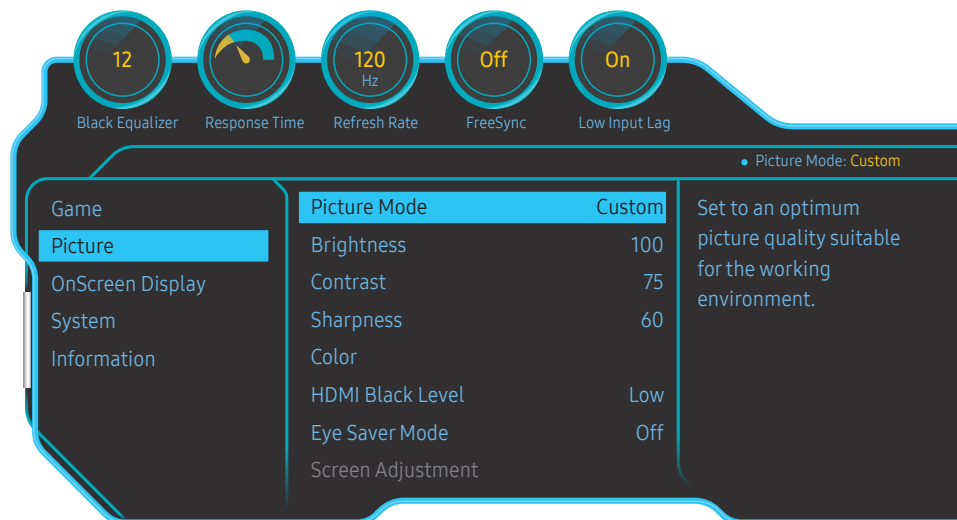 12
120
Hz
Off
On
Black Equalizer
Response Time
Refresh Rate
FreeSync
Low Input Lag
Picture Mode: Custom
Game
Picture
OnScreen Display
System
Information
Picture Mode Custom
Brightness 100
Contrast 75
Sharpness 60
Color
HDMI Black Level Low
Eye Saver Mode Off
Screen Adjustment
Set to an optimum
picture quality suitable
for the working
environment.